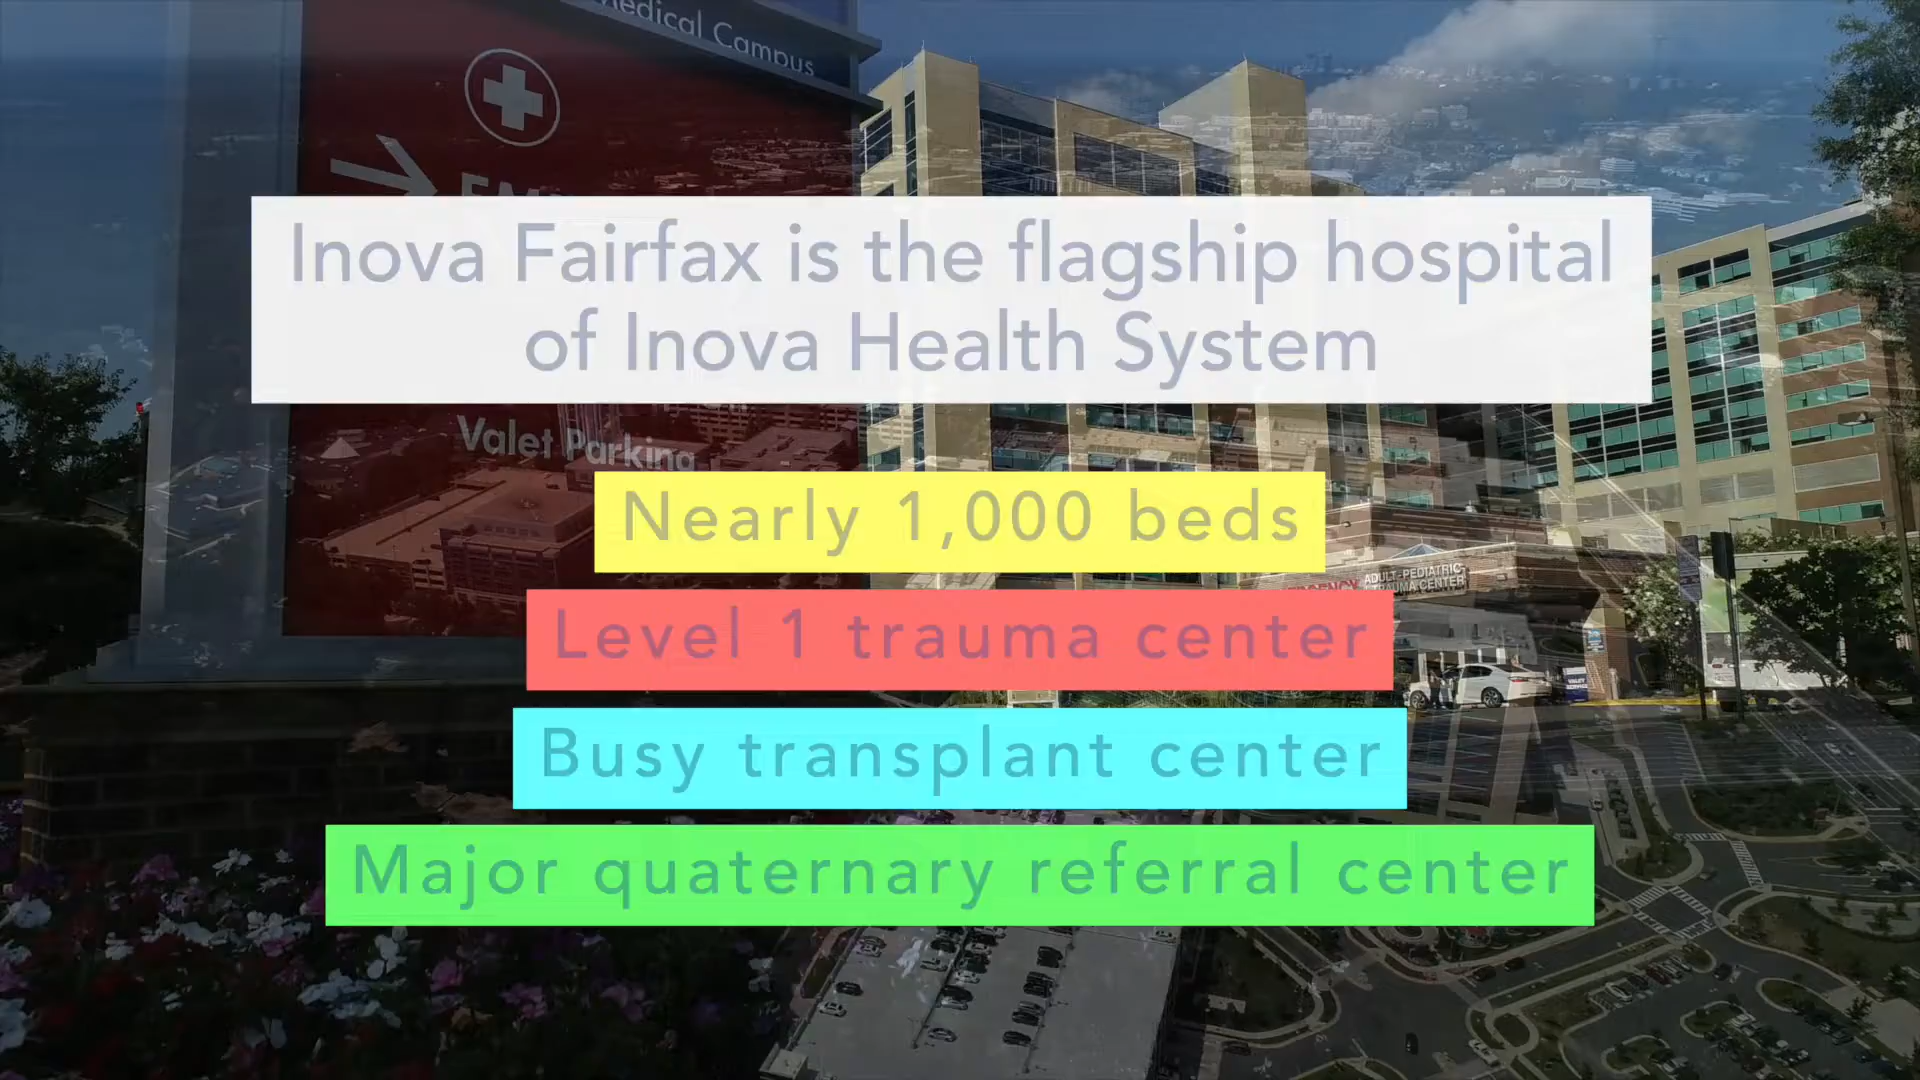 Medical Campus
Inova Fairfax is the flagship hospital
of Inova Health System
Valet Parking
Nearly 1,000 beds
ADULT-PEDIATRIC
TRAUMA CENTER
Level 1 trauma center
Busy transplant center
Major quaternary referral center